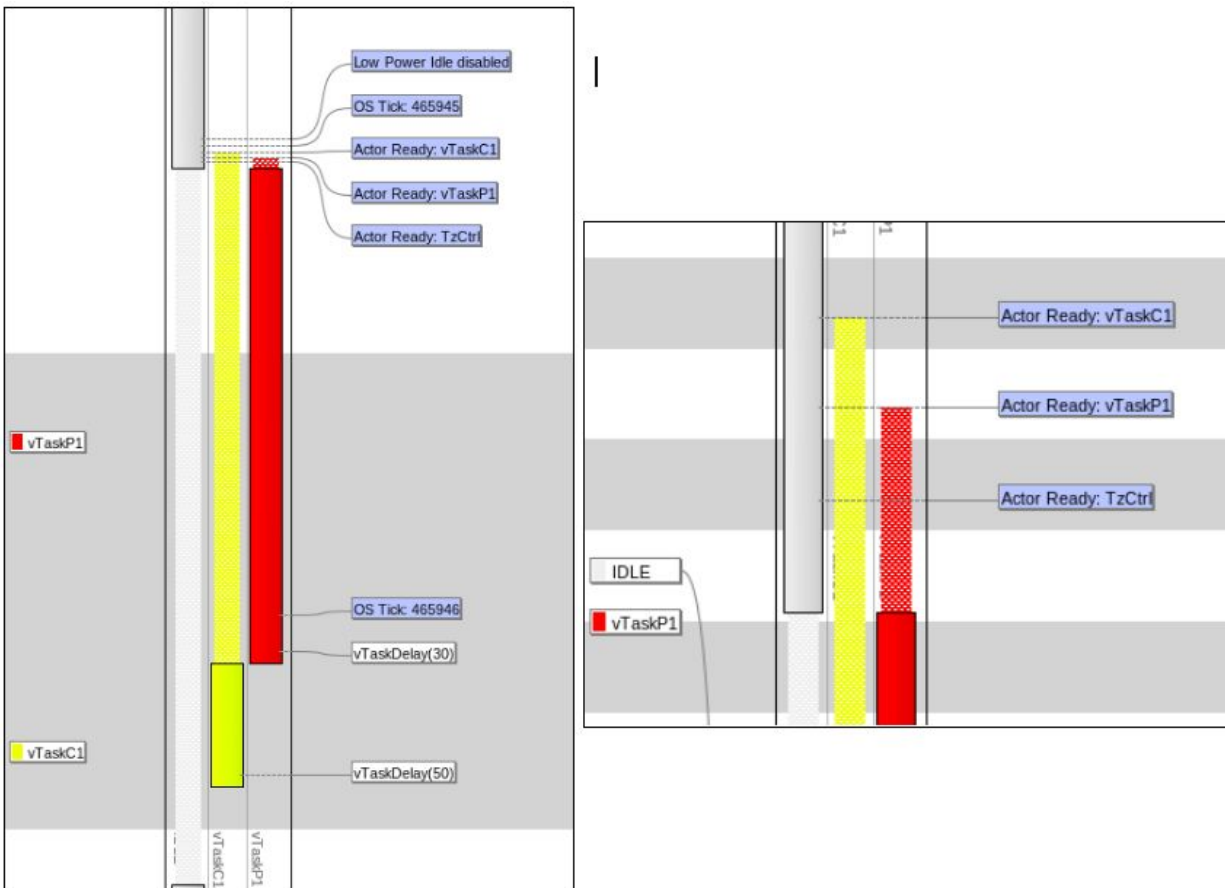 Low Power Idle disabled
OS Tick: 465945
Actor Ready: vTaskC1
Actor Ready: vTaskP1
Actor Ready: TzCtrl
vTaskP1
OS Tick: 465946
vTaskDelay(30)
vTaskC1
vTaskDelay(50)
vTaskC1
vTaskP1
Actor Ready: vTaskC1
Actor Ready: vTaskP1
Actor Ready: TzCtrl
IDLE
vTaskP1